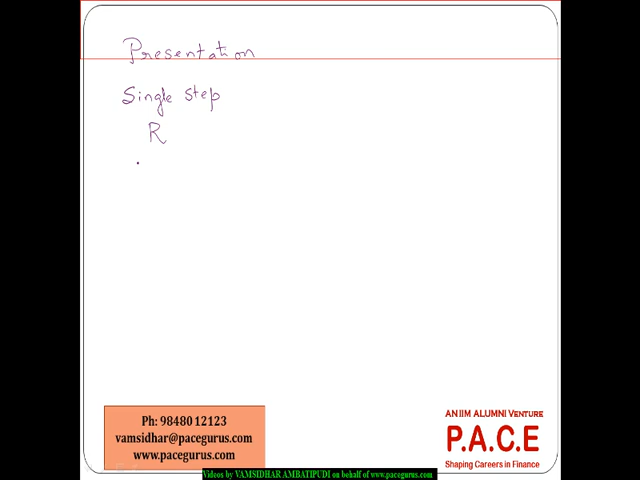 Presentation
Single Step
R
Ph: 98480 12123
vamsidhar@pacegurus.com
www.pacegurus.com
AN IIM ALUMNI VENTURE
P.A.C.E
Shaping Careers in Finance
Videos by VAMSIDHAR AMBATIPUDI on behalf of www.pacegurus.com